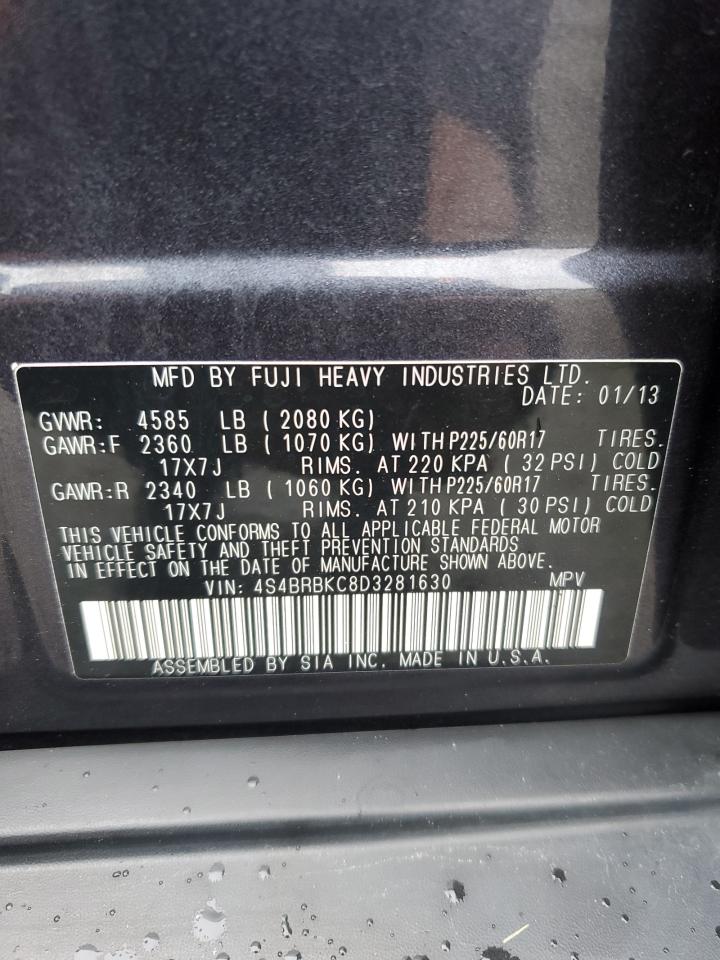 MFD BY FUJI HEAVY INDUSTRIES LTD.
DATE: 01/13
GVWR: 4585 LB ( 2080 KG)
GAWR:F 2360 LB ( 1070 KG) WITH P225/60R17 TIRES.
17X7J RIMS. AT 220 KPA ( 32 PSI) COLD
GAWR:R 2340 LB ( 1060 KG) WITH P225/60R17 TIRES.
17X7J RIMS. AT 210 KPA ( 30 PSI) COLD
THIS VEHICLE CONFORMS TO ALL APPLICABLE FEDERAL MOTOR
VEHICLE SAFETY AND THEFT PREVENTION STANDARDS
IN EFFECT ON THE DATE OF MANUFACTURE SHOWN ABOVE.
VIN: 4S4BRBKC8D3281630 MPV
ASSEMBLED BY SIA INC. MADE IN U.S.A.